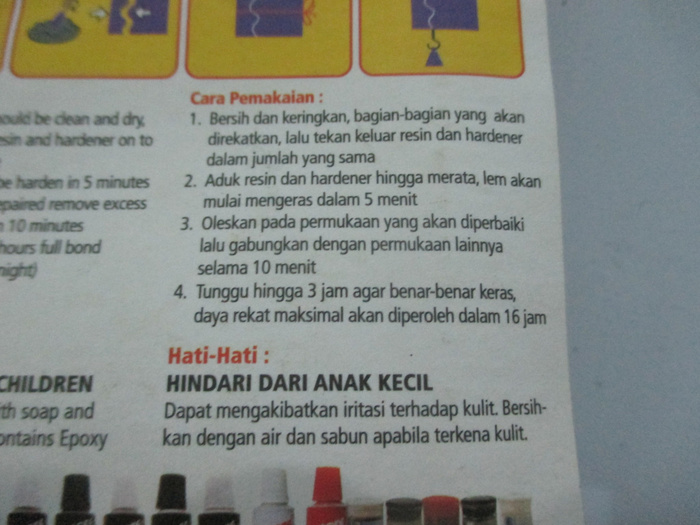 ould be clean and dry,
esin and hardener on to
be harden in 5 minutes
epaired remove excess
10 minutes
hours full bond
night)
CHILDREN
th soap and
ontains Epoxy
Cara Pemakaian :
1. Bersih dan keringkan, bagian-bagian yang akan
direkatkan, lalu tekan keluar resin dan hardener
dalam jumlah yang sama
2. Aduk resin dan hardener hingga merata, lem akan
mulai mengeras dalam 5 menit
3. Oleskan pada permukaan yang akan diperbaiki
lalu gabungkan dengan permukaan lainnya
selama 10 menit
4. Tunggu hingga 3 jam agar benar-benar keras,
daya rekat maksimal akan diperoleh dalam 16 jam
Hati-Hati :
HINDARI DARI ANAK KECIL
Dapat mengakibatkan iritasi terhadap kulit. Bersih-
kan dengan air dan sabun apabila terkena kulit.